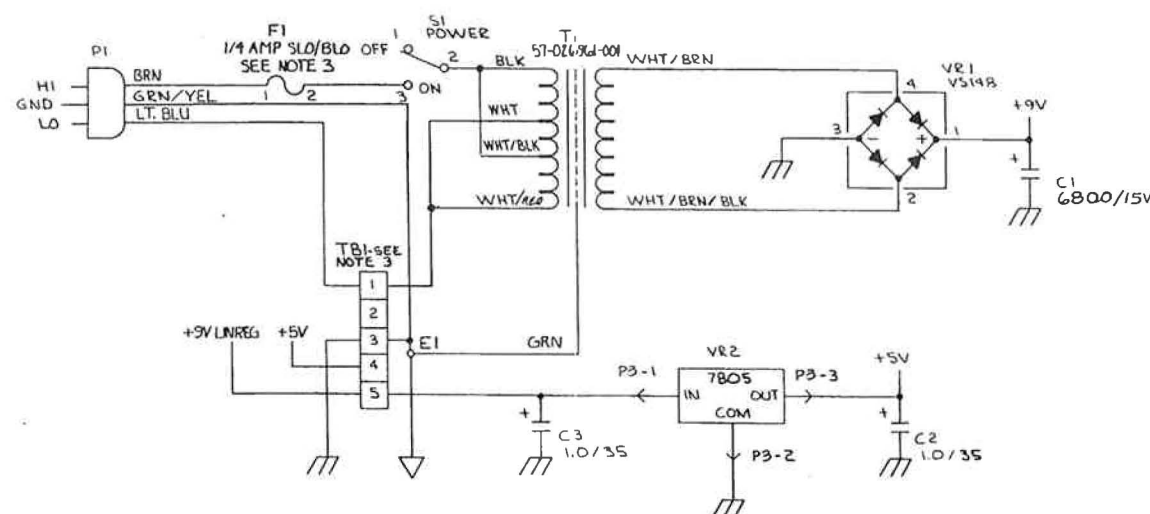 P1
HI
GND
LO
BRN
GRN/YEL
LT. BLU
F1
1/4 AMP SLO/BLO
SEE NOTE 3
1
2
S1
POWER
OFF
1
2
ON
3
T1
57-026961-001
BLK
WHT
WHT/BLK
WHT/RED
WHT/BRN
WHT/BRN/BLK
VR1
VS148
4
3
-
+
1
2
+9V
+
C1
6800/15V
TB1-SEE
NOTE 3
1
2
3
4
5
+9V UNREG
+5V
E1
GRN
+
C3
1.0/35
P3-1
VR2
7805
IN
OUT
COM
P3-3
P3-2
+5V
+
C2
1.0/35